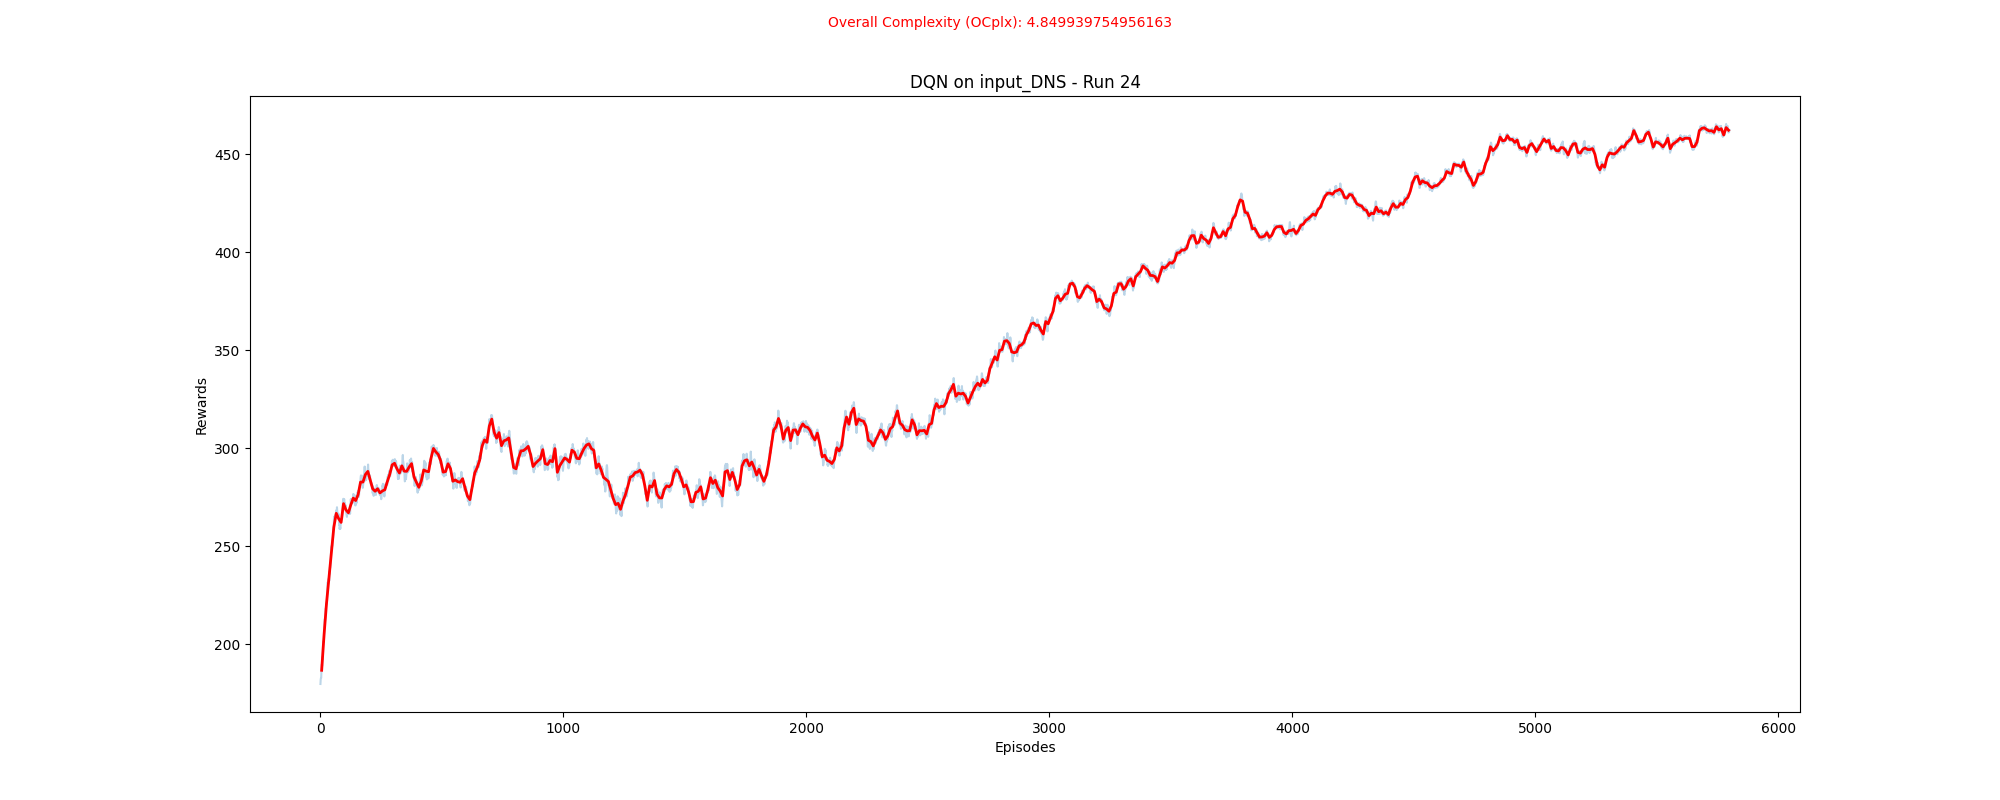 Overall Complexity (OCplx): 4.849939754956163
DQN on input_DNS - Run 24
450
400
350
300
250
200
Rewards
0 1000 2000 3000 4000 5000 6000
Episodes